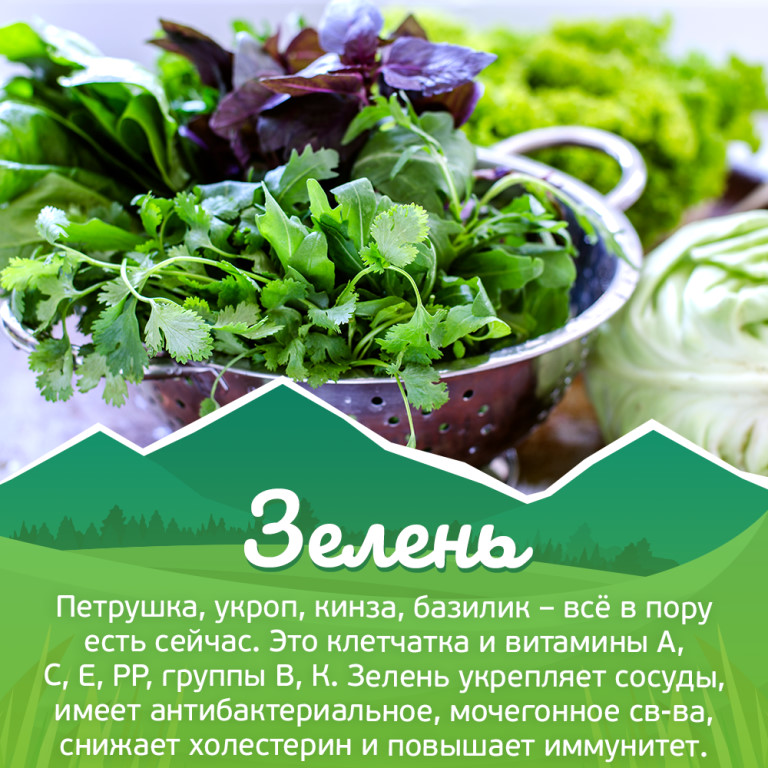 Зелень
Петрушка, укроп, кинза, базилик – всё в пору
есть сейчас. Это клетчатка и витамины А,
С, Е, РР, группы В, К. Зелень укрепляет сосуды,
имеет антибактериальное, мочегонное св-ва,
снижает холестерин и повышает иммунитет.